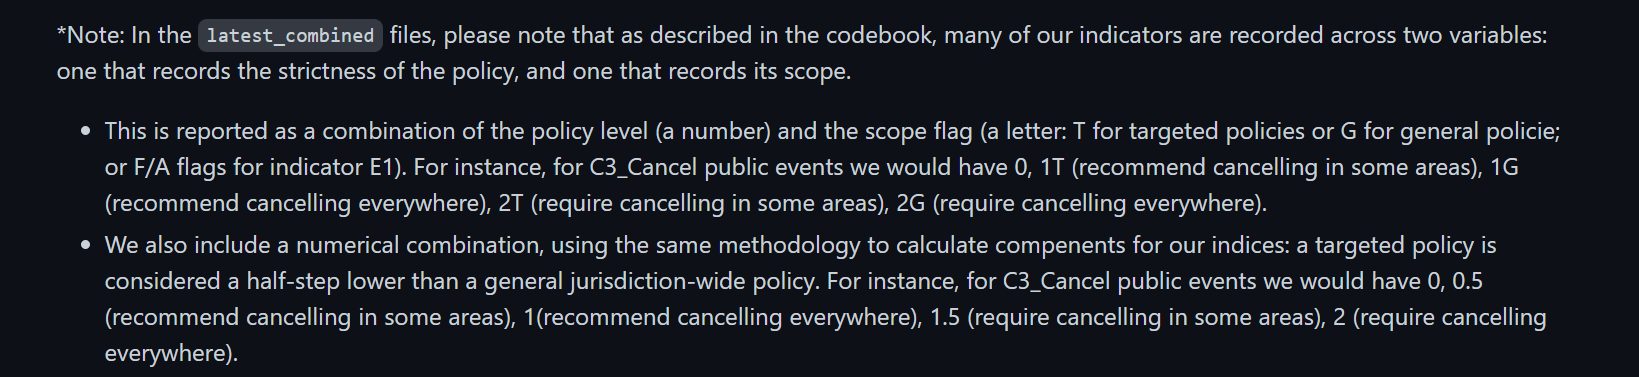 *Note: In the latest_combined files, please note that as described in the codebook, many of our indicators are recorded across two variables:
one that records the strictness of the policy, and one that records its scope.
• This is reported as a combination of the policy level (a number) and the scope flag (a letter: T for targeted policies or G for general policie;
or F/A flags for indicator E1). For instance, for C3_Cancel public events we would have 0, 1T (recommend cancelling in some areas), 1G
(recommend cancelling everywhere), 2T (require cancelling in some areas), 2G (require cancelling everywhere).
• We also include a numerical combination, using the same methodology to calculate compenents for our indices: a targeted policy is
considered a half-step lower than a general jurisdiction-wide policy. For instance, for C3_Cancel public events we would have 0, 0.5
(recommend cancelling in some areas), 1(recommend cancelling everywhere), 1.5 (require cancelling in some areas), 2 (require cancelling
everywhere).